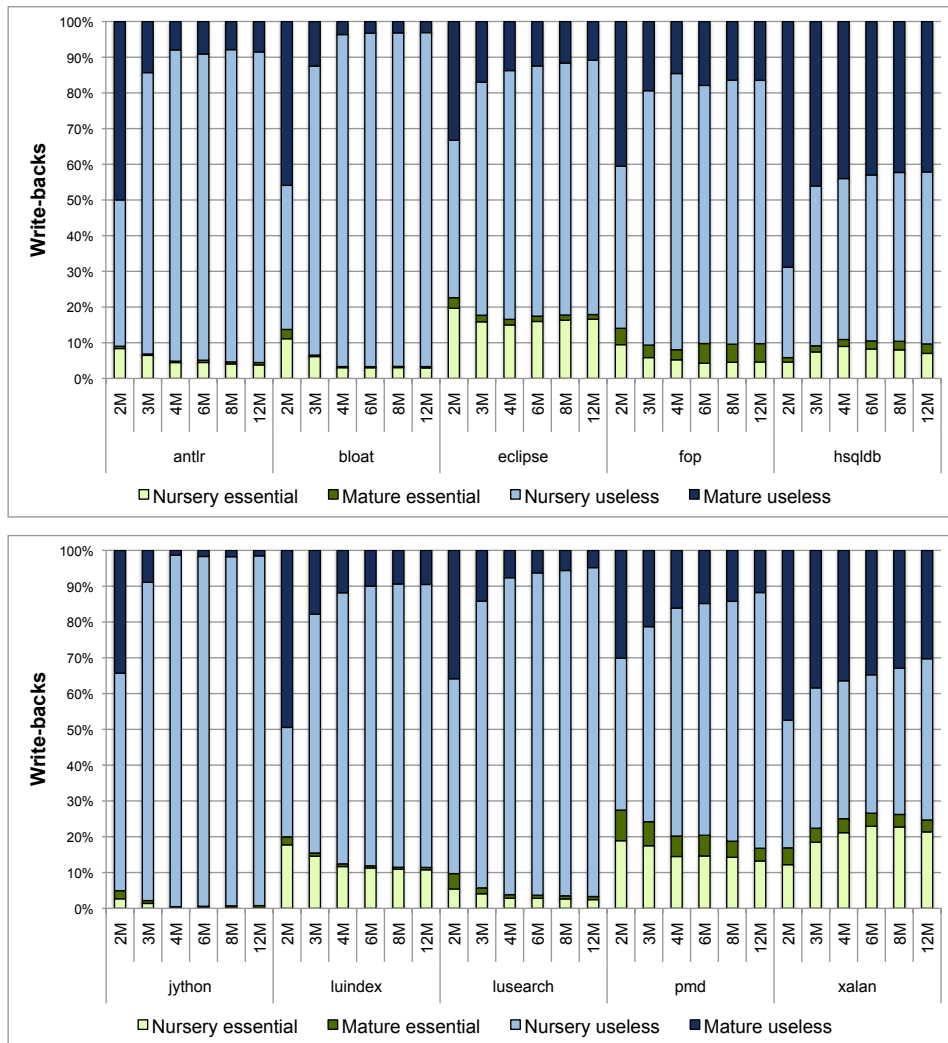 100%
90%
80%
70%
60%
50%
40%
30%
20%
10%
0%
Write-backs
2M 3M 4M 6M 8M 12M 2M 3M 4M 6M 8M 12M 2M 3M 4M 6M 8M 12M 2M 3M 4M 6M 8M 12M 2M 3M 4M 6M 8M 12M
antlr bloat eclipse fop hsqldb
Nursery essential Mature essential Nursery useless Mature useless
100%
90%
80%
70%
60%
50%
40%
30%
20%
10%
0%
Write-backs
2M 3M 4M 6M 8M 12M 2M 3M 4M 6M 8M 12M 2M 3M 4M 6M 8M 12M 2M 3M 4M 6M 8M 12M 2M 3M 4M 6M 8M 12M
jython luindex lusearch pmd xalan
Nursery essential Mature essential Nursery useless Mature useless